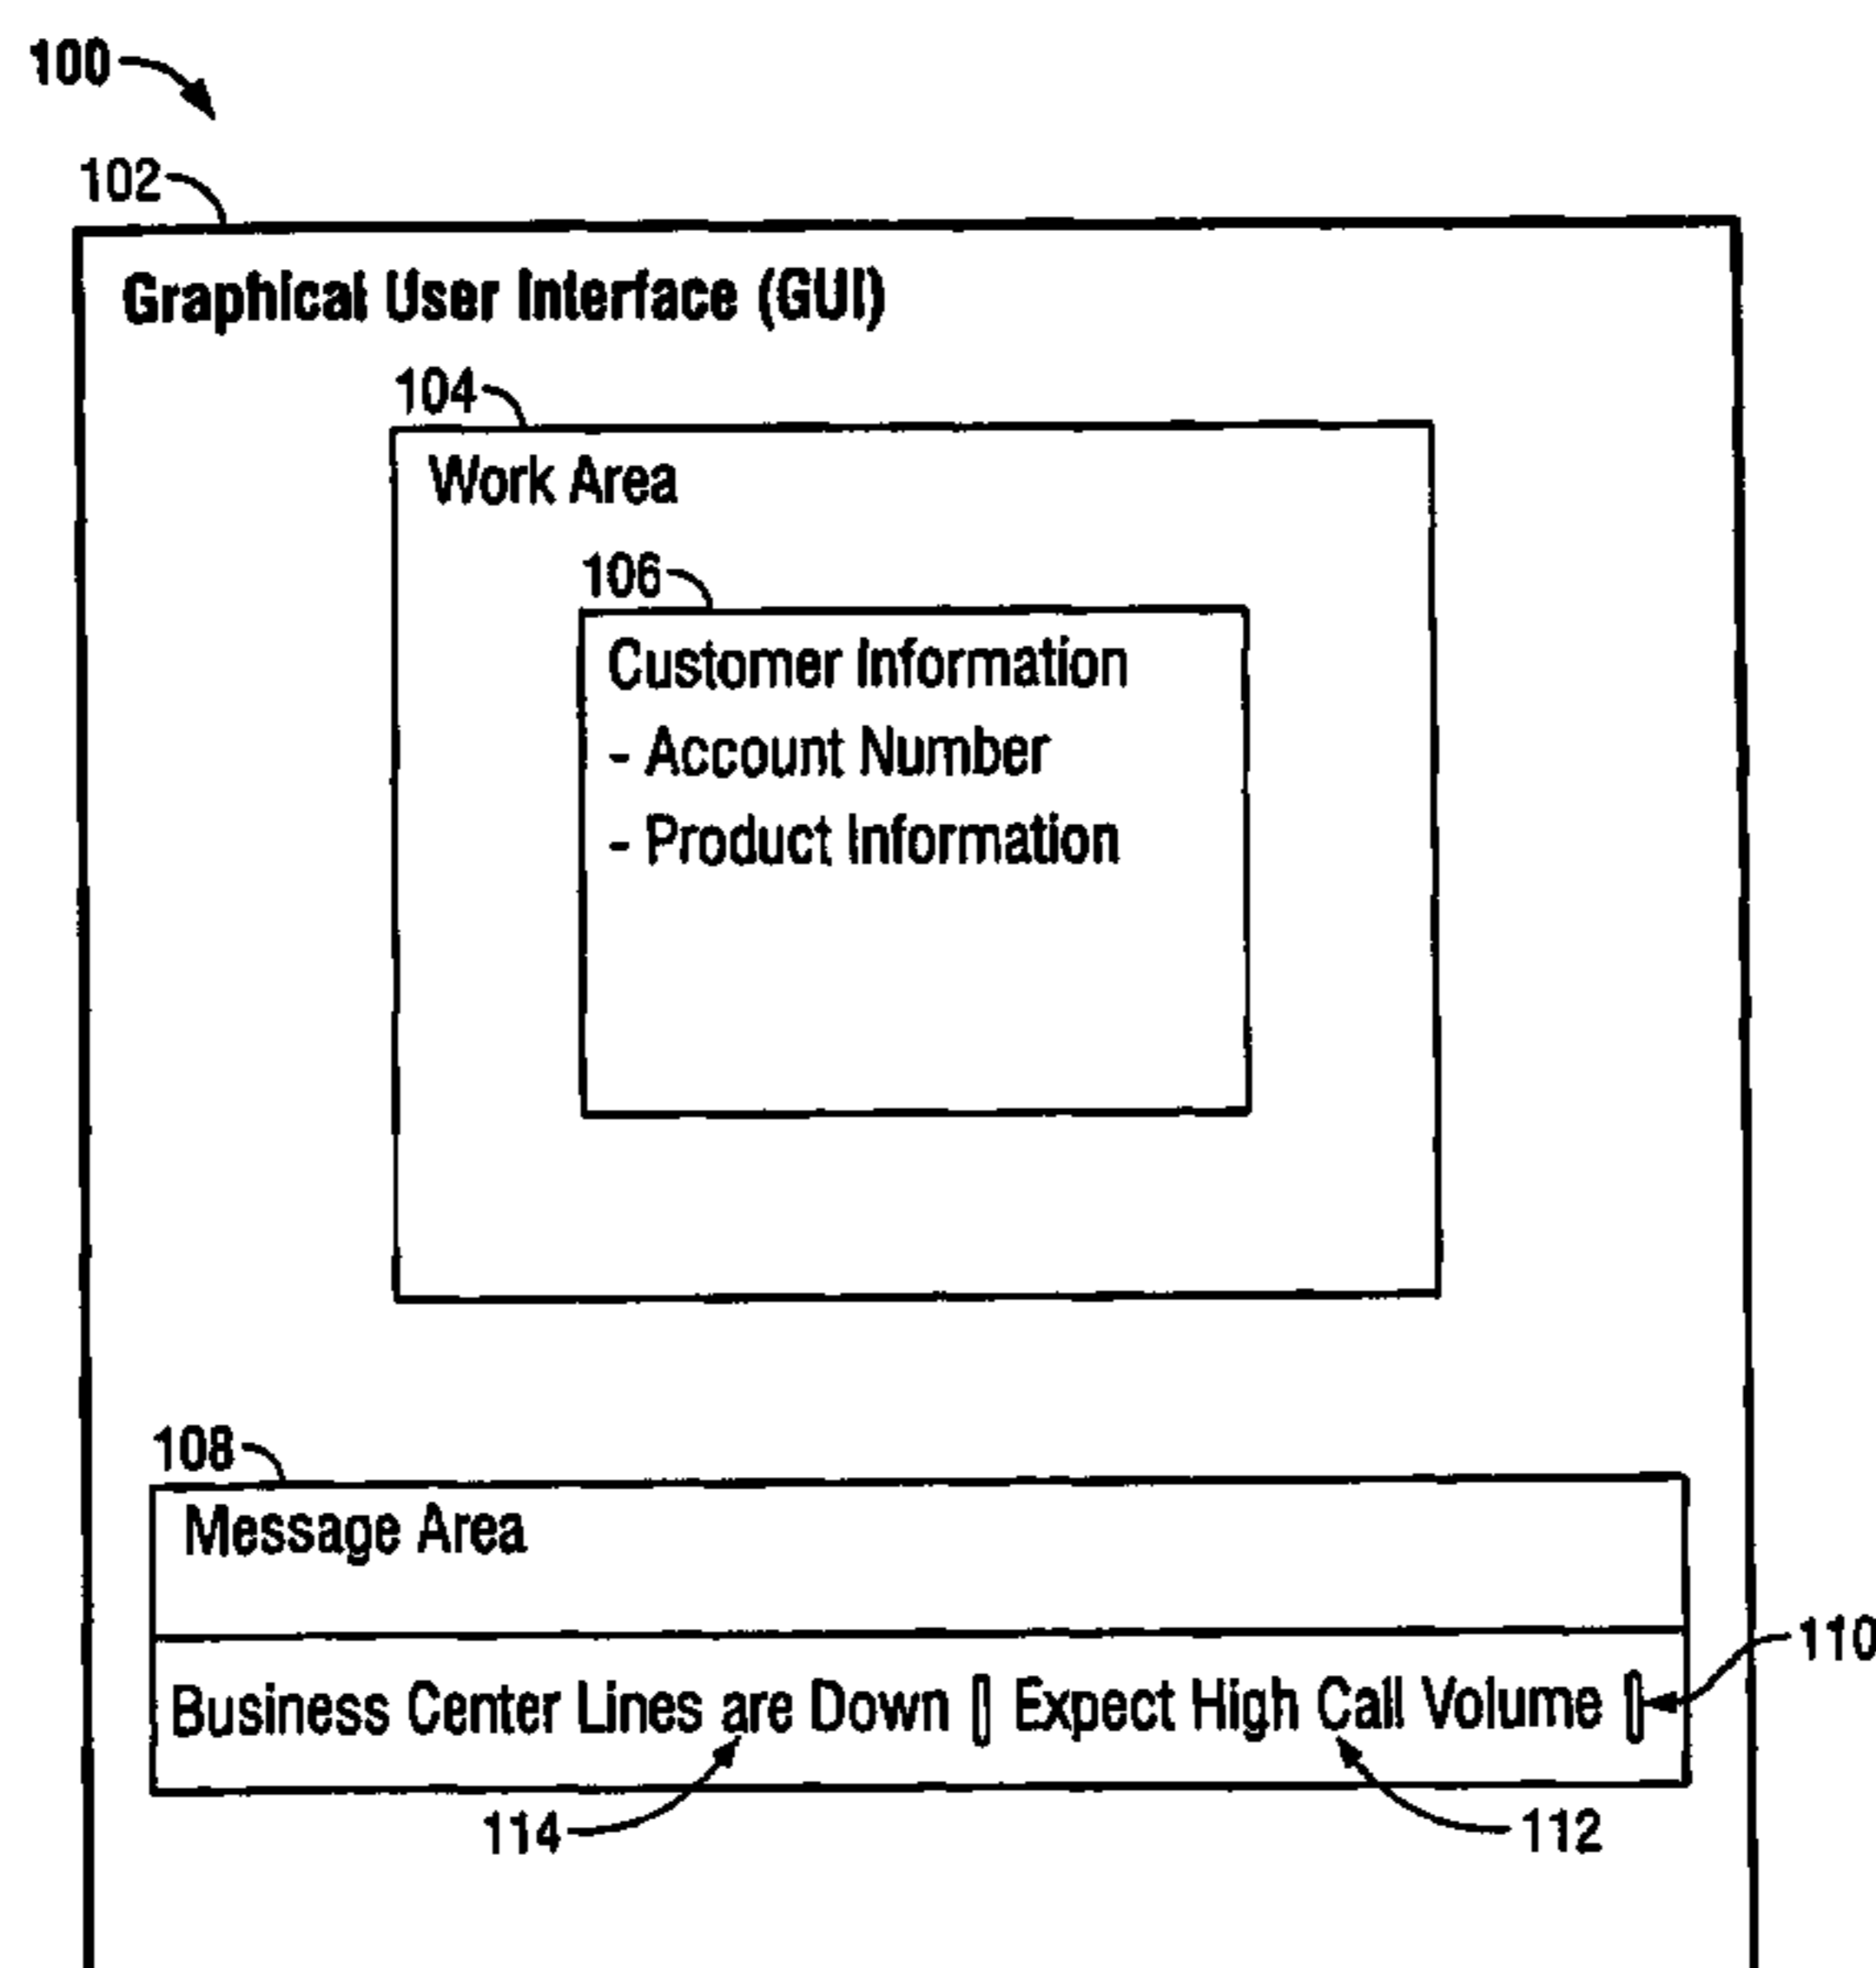 100
102
Graphical User Interface (GUI)
104
Work Area
106
Customer Information
- Account Number
- Product Information
108
Message Area
110
Business Center Lines are Down Expect High Call Volume
114
112